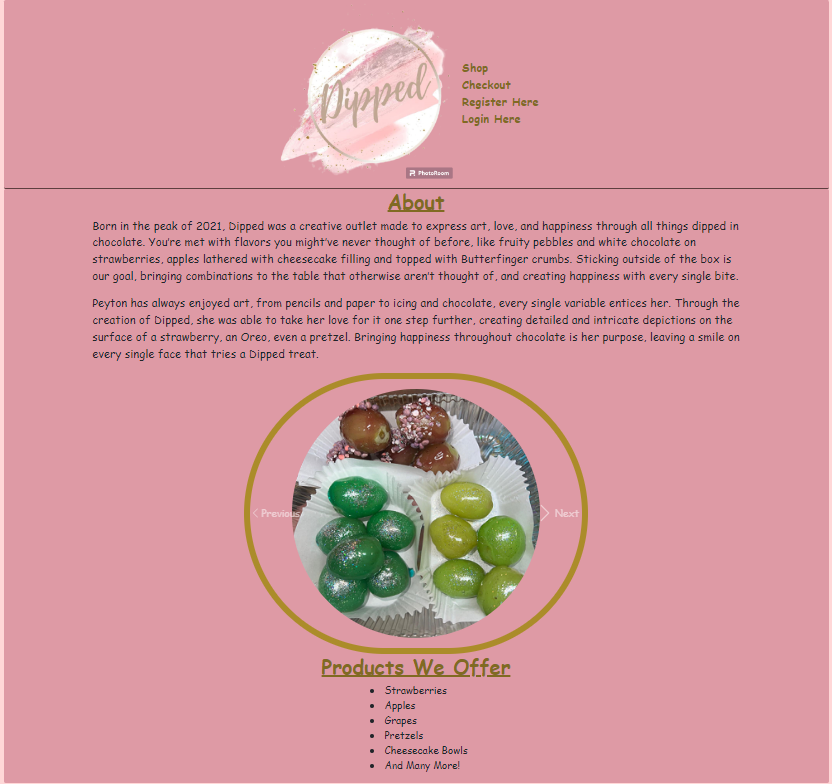 Dipped
PhotoRoom
Shop
Checkout
Register Here
Login Here
About
Born in the peak of 2021, Dipped was a creative outlet made to express art, love, and happiness through all things dipped in
chocolate. You're met with flavors you might've never thought of before, like fruity pebbles and white chocolate on
strawberries, apples lathered with cheesecake filling and topped with Butterfinger crumbs. Sticking outside of the box is
our goal, bringing combinations to the table that otherwise aren't thought of, and creating happiness with every single bite.
Peyton has always enjoyed art, from pencils and paper to icing and chocolate, every single variable entices her. Through the
creation of Dipped, she was able to take her love for it one step further, creating detailed and intricate depictions on the
surface of a strawberry, an Oreo, even a pretzel. Bringing happiness throughout chocolate is her purpose, leaving a smile on
every single face that tries a Dipped treat.
Previous
Next
Products We Offer
Strawberries
Apples
Grapes
Pretzels
Cheesecake Bowls
And Many More!